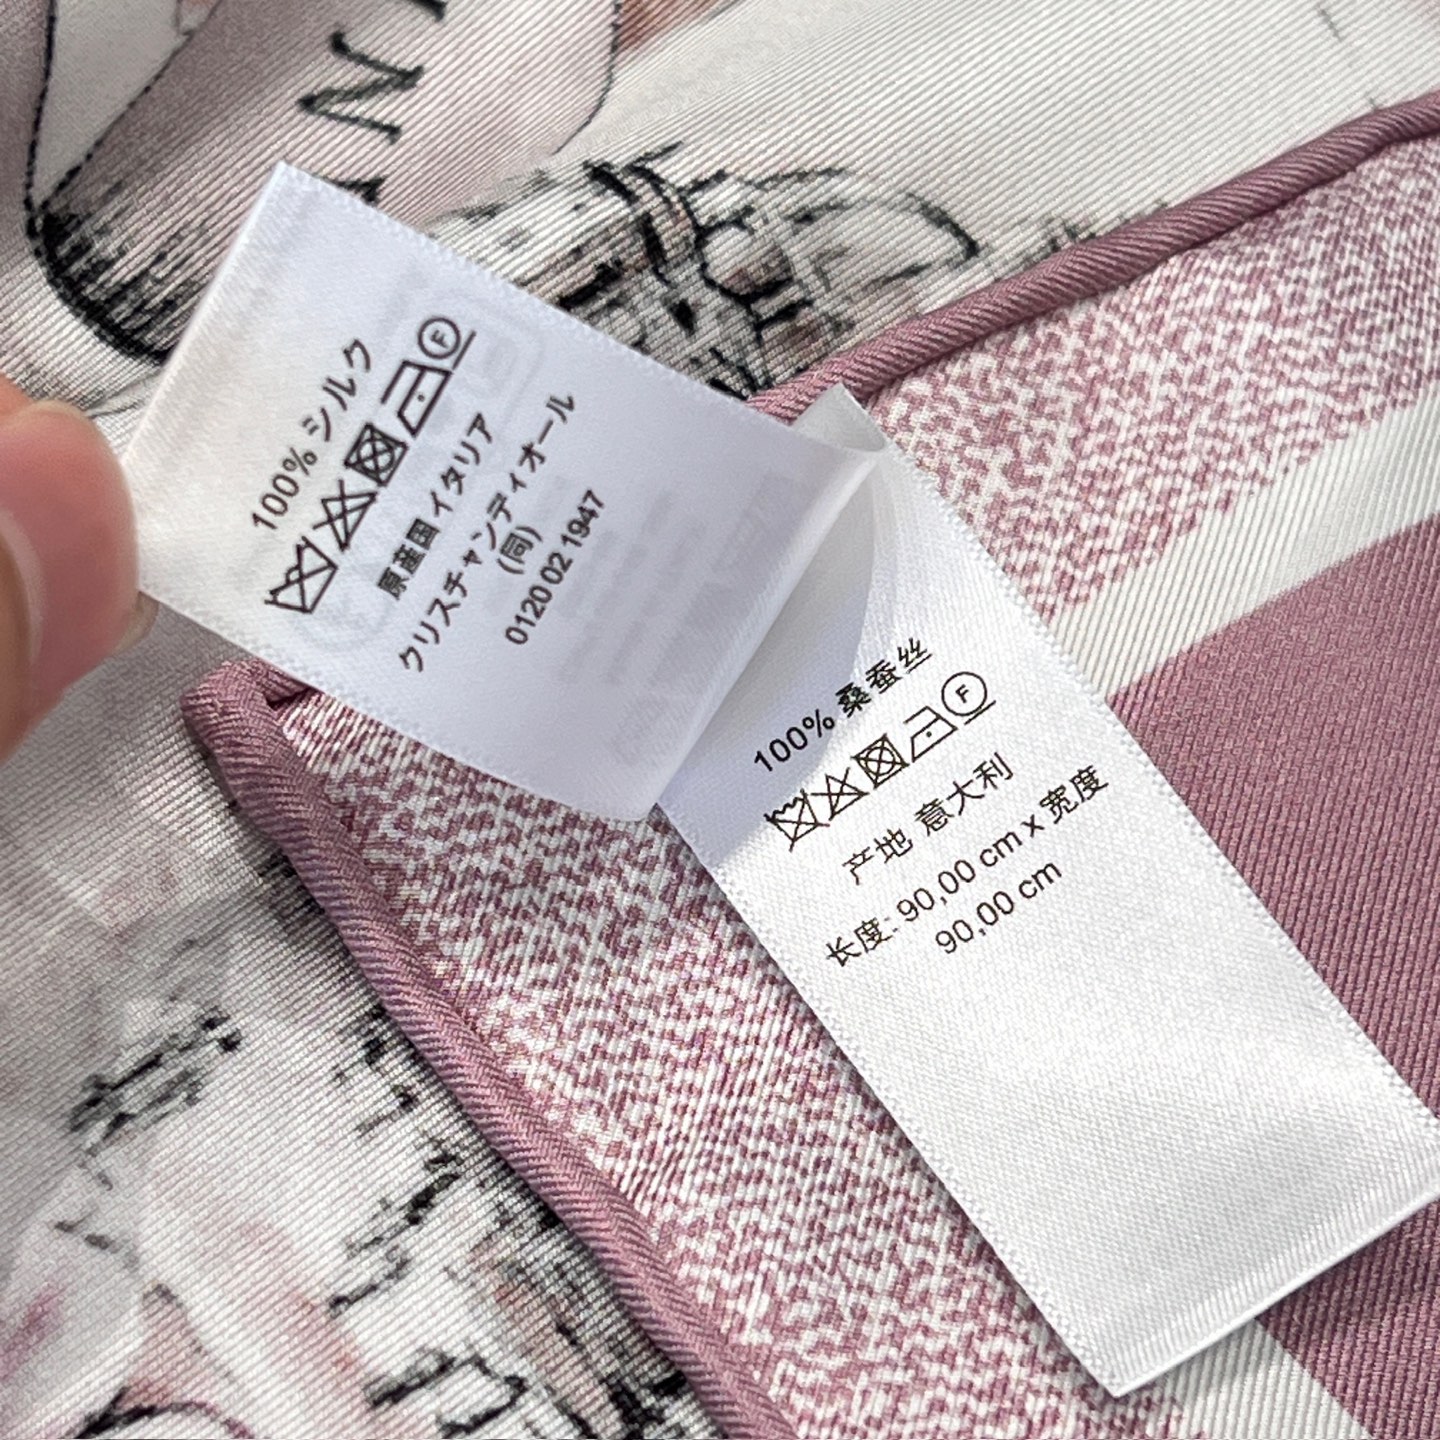 100% シルク
F
原産国 イタリア
クリスチャンディオール
(同)
0120 02 1947
100% 桑蚕丝
F
产地 意大利
长度: 90,00 cm x 宽度
90,00 cm